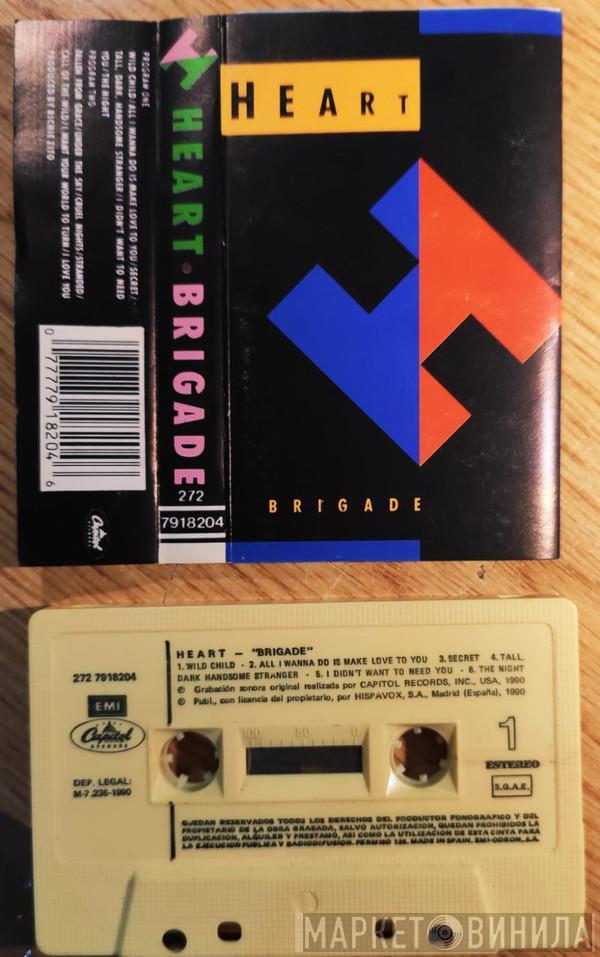 PROGRAM ONE
WILD CHILD/ALL I WANNA DO IS MAKE LOVE TO YOU/SECRET/
TALL, DARK, HANDSOME STRANGER/I DIDN'T WANT TO NEED
YOU/THE NIGHT
PROGRAM TWO
FALLEN FROM GRACE/UNDER THE SKY/CRUEL NIGHTS/STRANDED/
CALL OF THE WILD/I WANT YOUR WORLD TO TURN/I LOVE YOU
PRODUCED BY RICHIE ZITO
0 77779 18204 6
Capitol
HEART • BRIGADE
272
7918204
HEART
BRIGADE
272 7918204
EMI
Capitol
RECORDS
DEP. LEGAL:
M-7.236-1990
HEART — "BRIGADE"
1. WILD CHILD - 2. ALL I WANNA DO IS MAKE LOVE TO YOU 3. SECRET 4. TALL,
DARK HANDSOME STRANGER - 5. I DIDN'T WANT TO NEED YOU - 6. THE NIGHT
Ⓟ Grabación sonora original realizada por CAPITOL RECORDS, INC., USA, 1990
Ⓟ Publ., con licencia del propietario, por HISPAVOX, S.A., Madrid (España), 1990
100 50 0
1
ESTEREO
S.G.A.E.
QUEDAN RESERVADOS TODOS LOS DERECHOS DEL PRODUCTOR FONOGRAFICO Y DEL
PROPIETARIO DE LA OBRA GRABADA, SALVO AUTORIZACION, QUEDAN PROHIBIDOS LA
DUPLICACION, ALQUILER Y PRESTAMO, ASI COMO LA UTILIZACION DE ESTA CINTA PARA
LA EJECUCION PUBLICA Y RADIODIFUSION. PERMISO 138. MADE IN SPAIN. EMI-ODEON, S.A.
МАРКЕТ ВИНИЛА